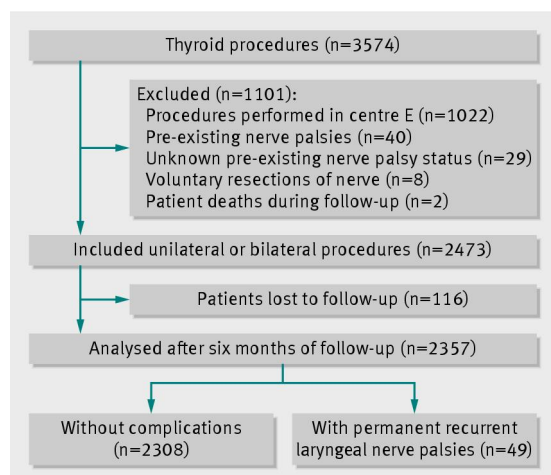 Thyroid procedures (n=3574)
Excluded (n=1101):
Procedures performed in centre E (n=1022)
Pre-existing nerve palsies (n=40)
Unknown pre-existing nerve palsy status (n=29)
Voluntary resections of nerve (n=8)
Patient deaths during follow-up (n=2)
Included unilateral or bilateral procedures (n=2473)
Patients lost to follow-up (n=116)
Analysed after six months of follow-up (n=2357)
Without complications
(n=2308)
With permanent recurrent
laryngeal nerve palsies (n=49)